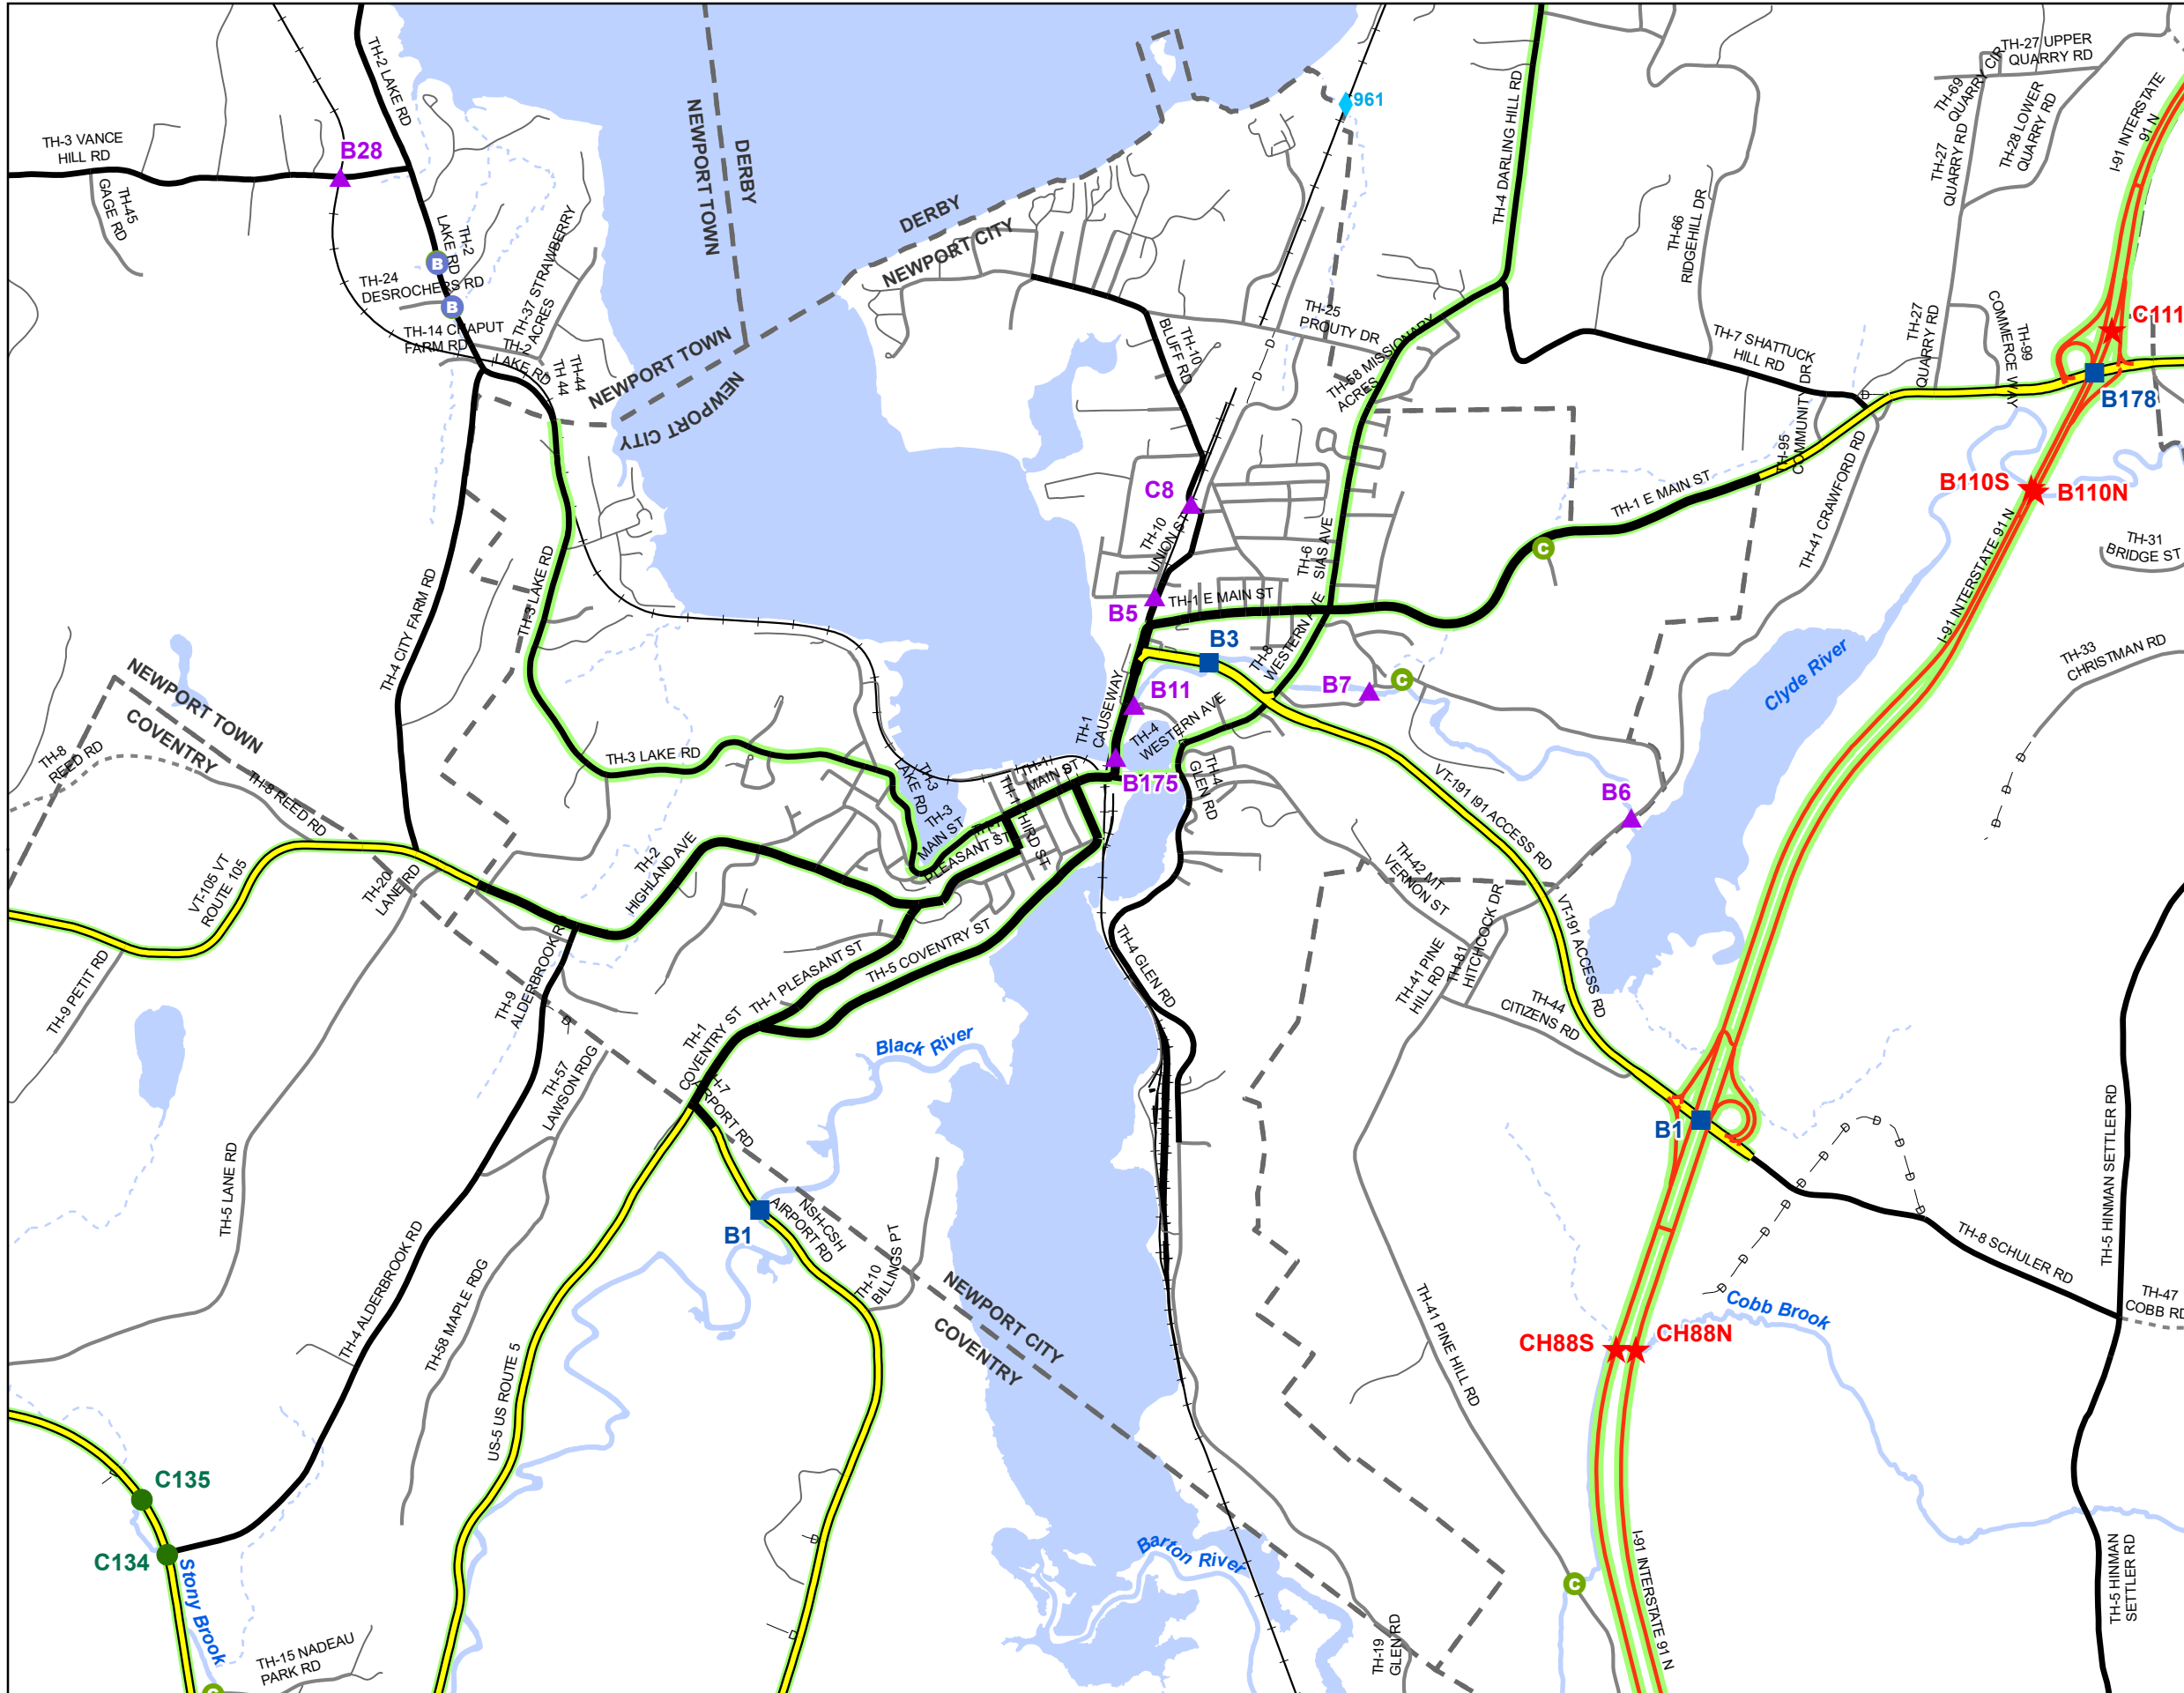 TH-2 LAKE RD
TH-3 VANCE
HILL RD
B28
TH-45
GAGE RD
TH-2
LAKE RD
B
TH-24
DESROCHERS RD
B
TH-37 STRAWBERRY
ACRES
TH-14 CHAPUT
FARM RD
TH-2
LAKE RD
TH-44
TH 44
DERBY
NEWPORT TOWN
DERBY
NEWPORT CITY
NEWPORT TOWN
NEWPORT CITY
961
TH-4 DARLING HILL RD
TH-27 UPPER
QUARRY RD
TH-69
QUARRY CIR
TH-28 LOWER
QUARRY RD
TH-27
QUARRY RD
I-91 INTERSTATE
91 N
TH-66
RIDGEHILL DR
TH-25
PROUTY DR
TH-10
BLUFF RD
D
TH-58 MISSIONARY
ACRES
TH-7 SHATTUCK
HILL RD
TH-27
QUARRY RD
TH-99
COMMERCE WAY
C111
B178
D
TH-95
COMMUNITY DR
TH-41 CRAWFORD RD
B110S
B110N
TH-1 E MAIN ST
C8
TH-10
UNION ST
TH-6
SIAS AVE
C
TH-31
BRIDGE ST
I-91 INTERSTATE 91 N
TH-33
CHRISTMAN RD
Clyde River
B5
TH-1 E MAIN ST
B3
TH-8
WESTERN AVE
B7
C
B11
TH-1
CAUSEWAY
TH-4
WESTERN AVE
B175
TH-4
GLEN RD
B6
VT-191 I91 ACCESS RD
D
D
D
TH-4 CITY FARM RD
TH-3 LAKE RD
NEWPORT TOWN
COVENTRY
TH-8
REED RD
TH-8 REED RD
TH-3 LAKE RD
TH-3
LAKE RD
TH-1
MAIN ST
TH-3
MAIN ST
TH-1
THIRD ST
TH-1
PLEASANT ST
TH-2
HIGHLAND AVE
VT-105 VT
ROUTE 105
TH-20
LANE RD
TH-42 MT
VERNON ST
TH-81
HITCHCOCK DR
TH-41 PINE
HILL RD
VT-191 ACCESS RD
TH-44
CITIZENS RD
TH-9 PETIT RD
TH-9
ALDERBROOK RD
D
TH-1 PLEASANT ST
TH-5 COVENTRY ST
TH-4 GLEN RD
TH-1
COVENTRY ST
Black River
TH-57
LAWSON RDG
TH-7
AIRPORT RD
TH-5 LANE RD
B1
NSH-CSH
AIRPORT RD
TH-10
BILLINGS PT
B1
D
D
D
D
D
D
D
D
D
D
TH-5 HINMAN SETTLER RD
TH-8 SCHULER RD
TH-47
COBB RD
Cobb Brook
CH88S
CH88N
TH-4 ALDERBROOK RD
TH-58 MAPLE RDG
US-5 US ROUTE 5
NEWPORT CITY
COVENTRY
TH-41 PINE HILL RD
D
C135
C134
Stony Brook
D
D
Barton River
C
I-91 INTERSTATE 91 N
TH-5 HINMAN
SETTLER RD
TH-15 NADEAU
PARK RD
C
TH-19
GLEN RD